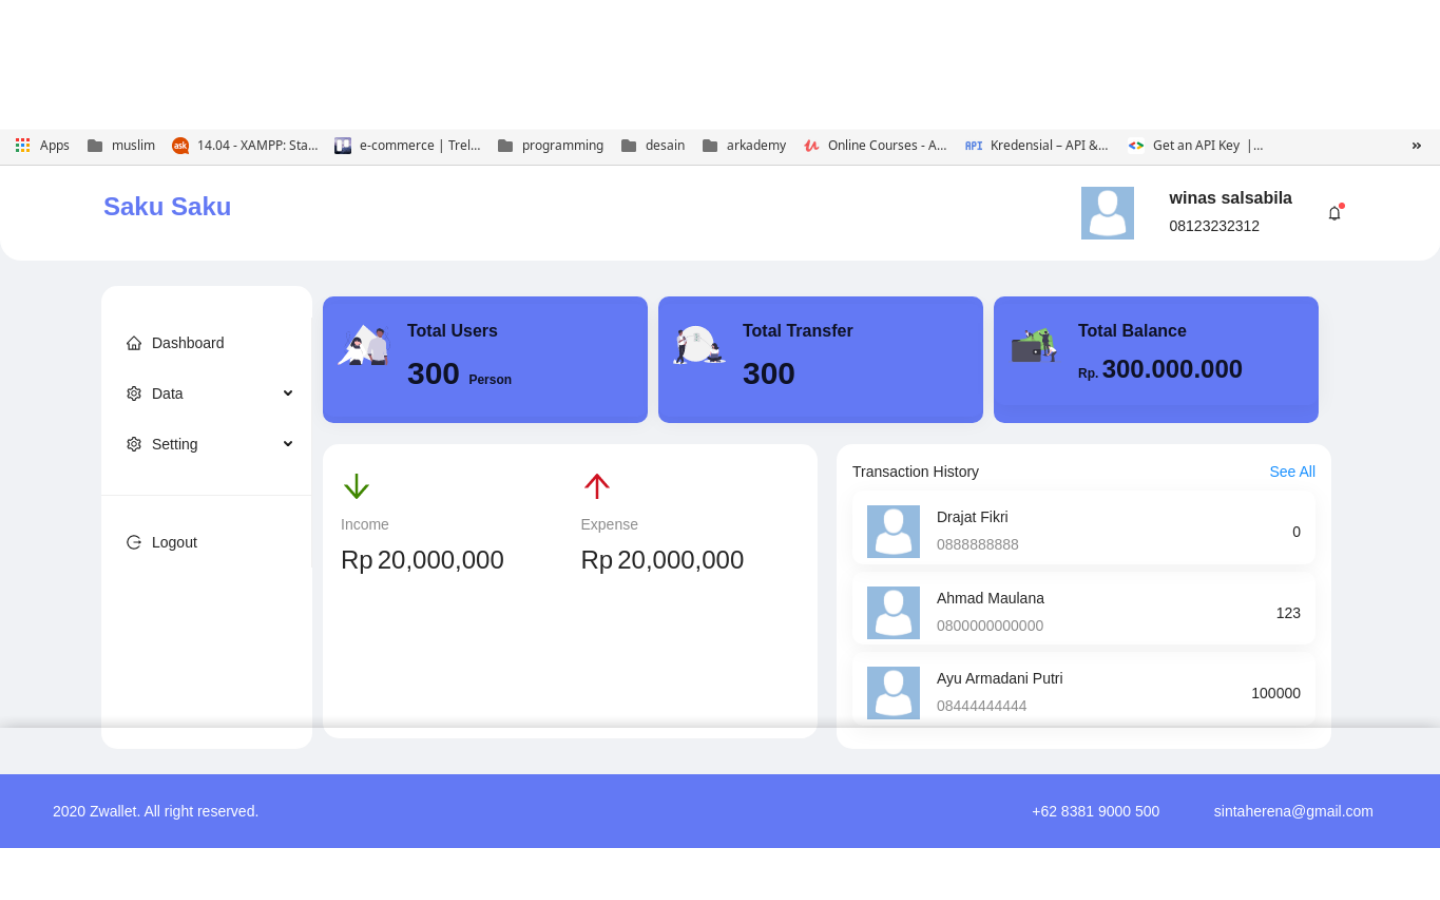 Apps muslim 14.04 - XAMPP: Sta... e-commerce | Trel... programming desain arkademy Online Courses - A... Kredensial – API &... Get an API Key |... »
Saku Saku
winas salsabila
08123232312
Dashboard
Data
Setting
Logout
Total Users
300 Person
Total Transfer
300
Total Balance
Rp. 300.000.000
Income
Rp 20,000,000
Expense
Rp 20,000,000
Transaction History See All
Drajat Fikri
0888888888
0
Ahmad Maulana
0800000000000
123
Ayu Armadani Putri
08444444444
100000
2020 Zwallet. All right reserved. +62 8381 9000 500 sintaherena@gmail.com